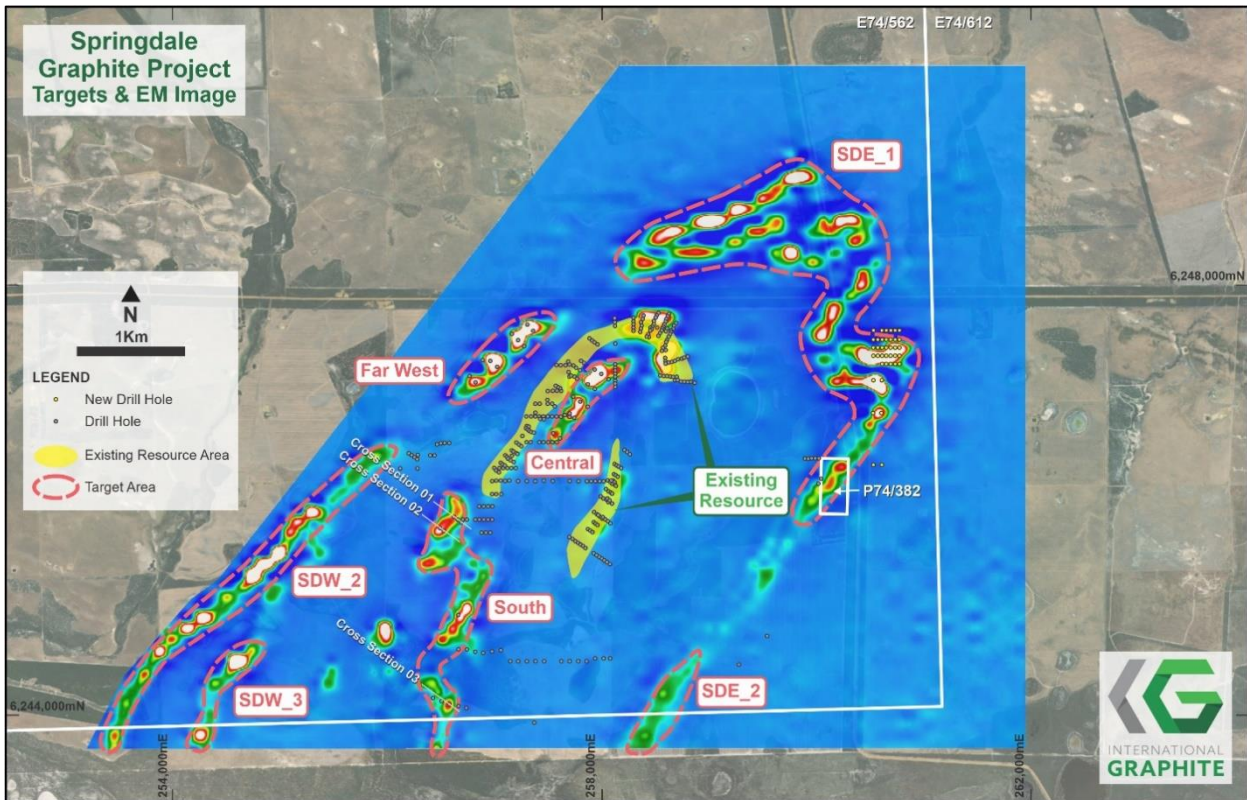 Springdale
Graphite Project
Targets & EM Image
E74/562
E74/612
SDE_1
6,248,000mN
N
1Km
LEGEND
New Drill Hole
Drill Hole
Existing Resource Area
Target Area
Far West
Central
Existing
Resource
P74/382
Cross Section 01
Cross Section 02
SDW_2
South
Cross Section 03
SDW_3
SDE_2
6,244,000mN
254,000mE
258,000mE
262,000mE
INTERNATIONAL
GRAPHITE